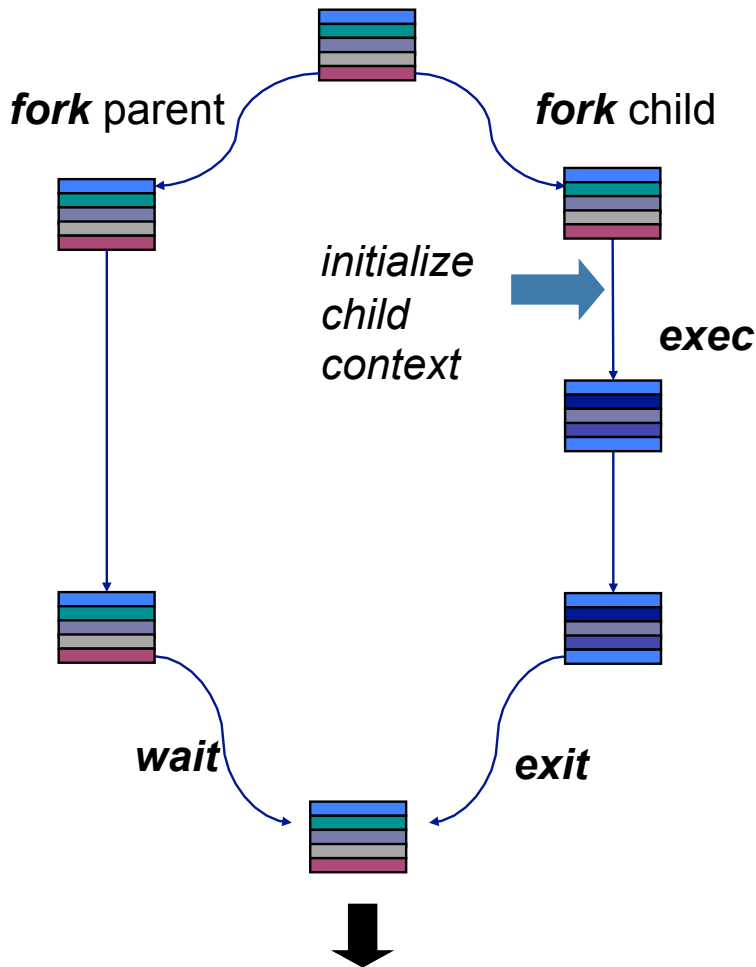 fork parent
fork child
initialize
child
context
exec
wait
exit